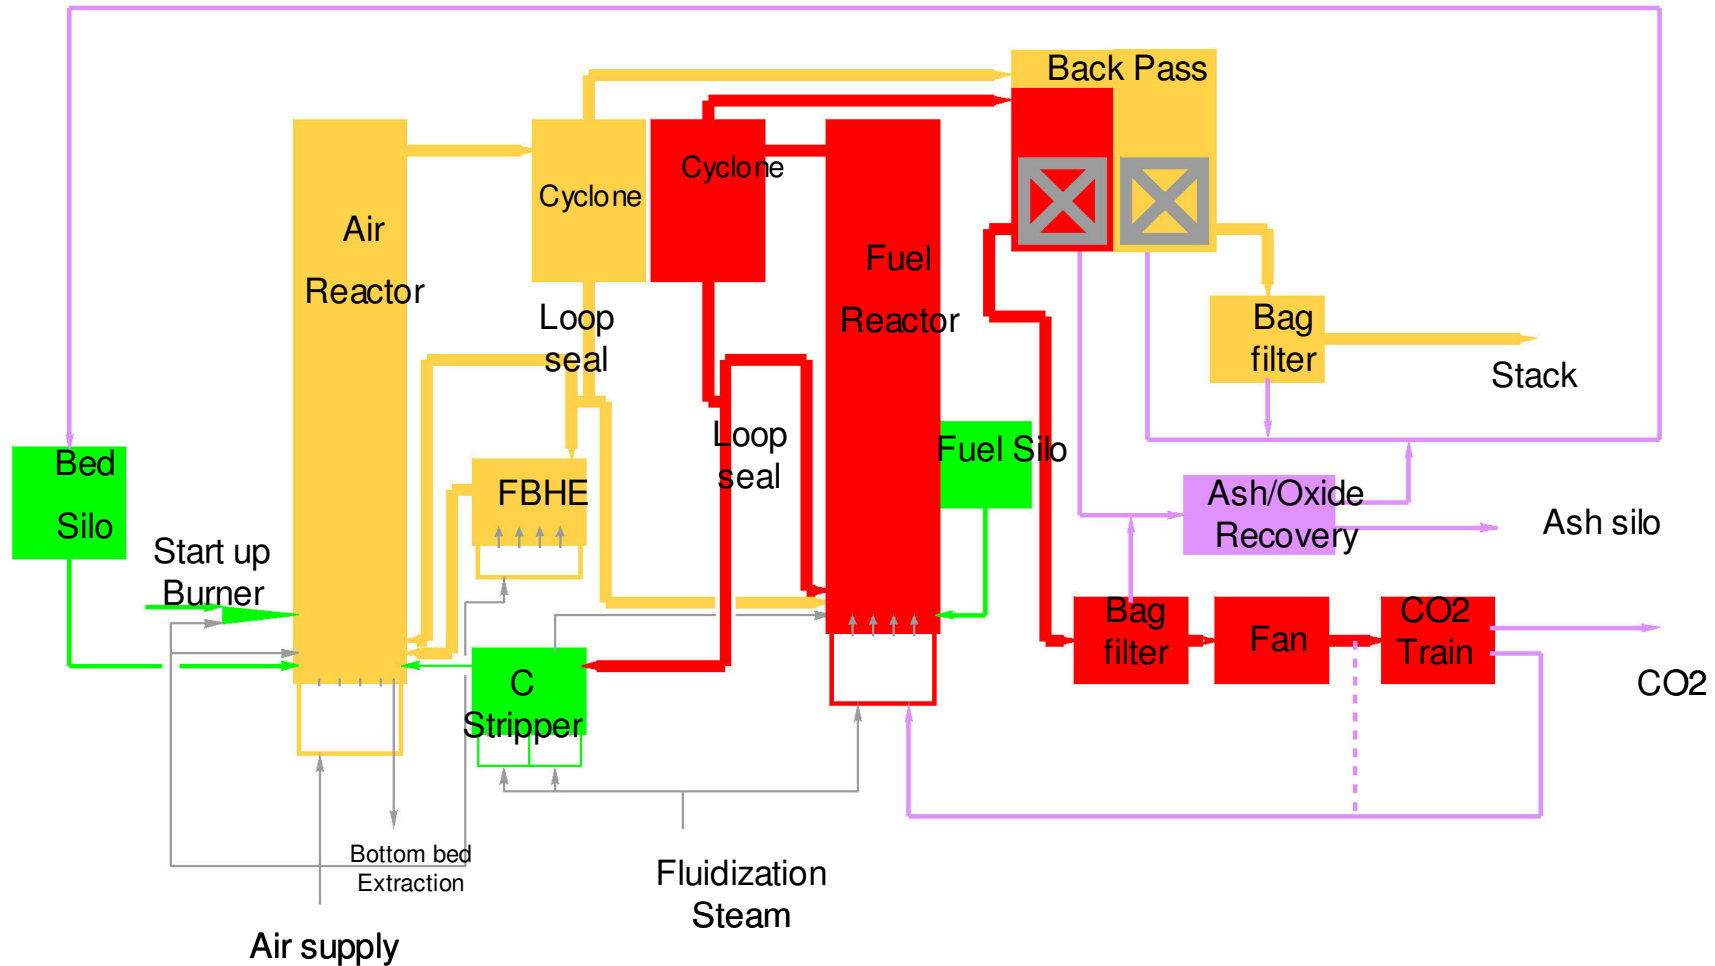 Back Pass
Cyclone
Cyclone
Air
Reactor
Fuel
Reactor
Loop
seal
Bag
filter
Stack
Loop
seal
Fuel Silo
Bed
Silo
FBHE
Ash/Oxide
Recovery
Ash silo
Start up
Burner
Bag
filter
Fan
CO2
Train
C
Stripper
CO2
Bottom bed
Extraction
Fluidization
Steam
Air supply